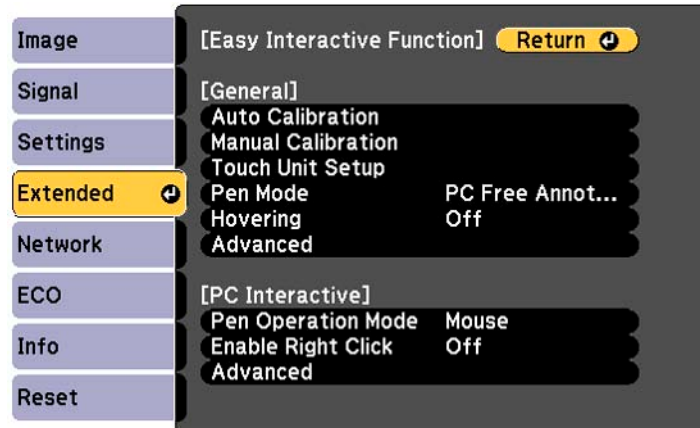 Image
Signal
Settings
Extended
Network
ECO
Info
Reset
[Easy Interactive Function] Return
[General]
Auto Calibration
Manual Calibration
Touch Unit Setup
Pen Mode PC Free Annot...
Hovering Off
Advanced
[PC Interactive]
Pen Operation Mode Mouse
Enable Right Click Off
Advanced